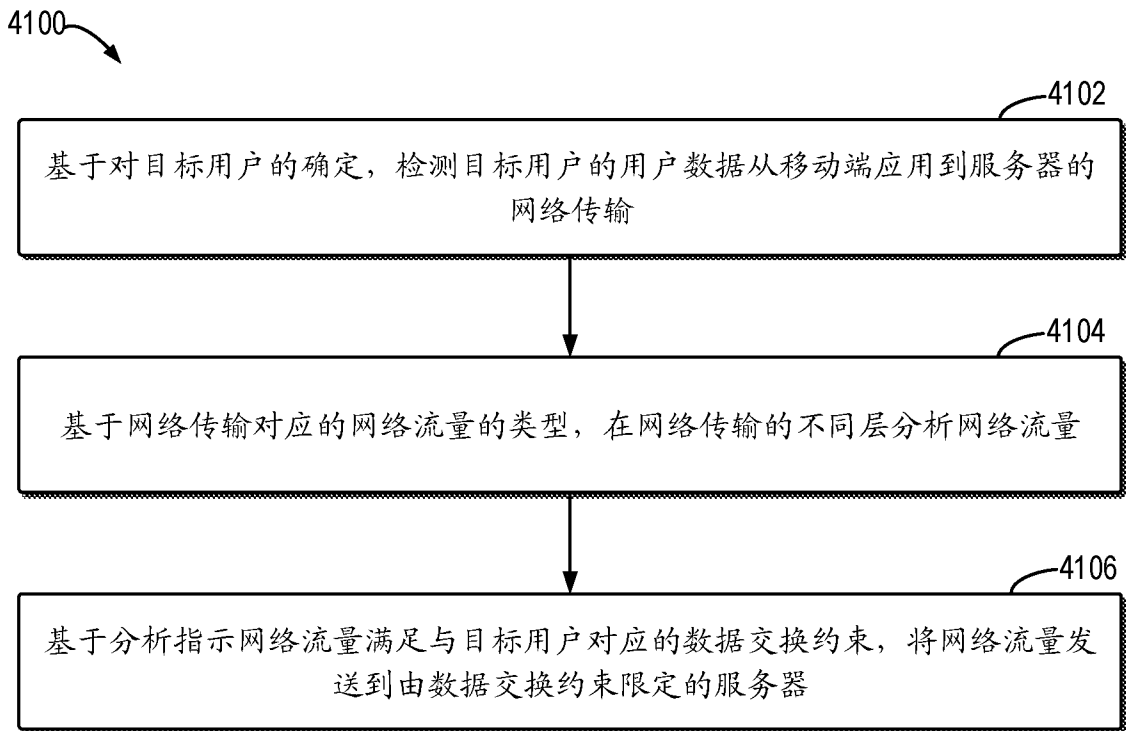 4100
4102
基于对目标用户的确定，检测目标用户的用户数据从移动端应用到服务器的
网络传输
4104
基于网络传输对应的网络流量的类型，在网络传输的不同层分析网络流量
4106
基于分析指示网络流量满足与目标用户对应的数据交换约束，将网络流量发
送到由数据交换约束限定的服务器